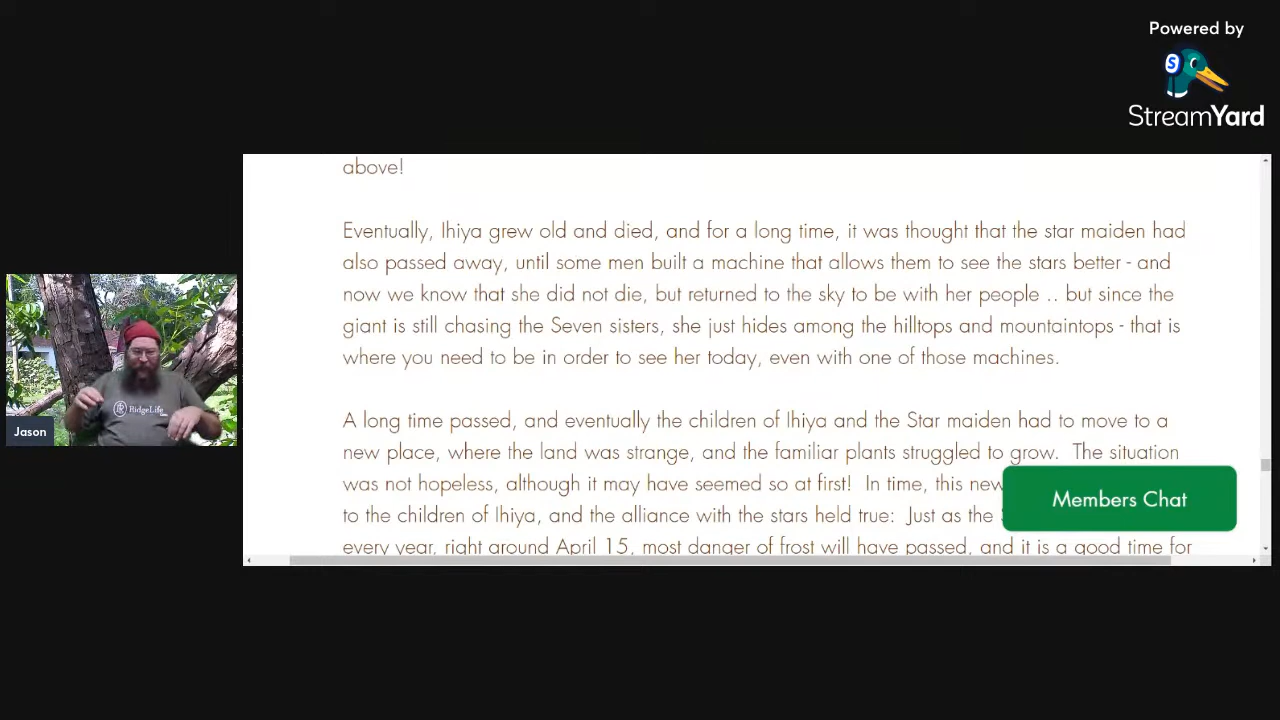 Powered by
StreamYard
above!
Eventually, Ihiya grew old and died, and for a long time, it was thought that the star maiden had
also passed away, until some men built a machine that allows them to see the stars better - and
now we know that she did not die, but returned to the sky to be with her people .. but since the
giant is still chasing the Seven sisters, she just hides among the hilltops and mountaintops - that is
where you need to be in order to see her today, even with one of those machines.
A long time passed, and eventually the children of Ihiya and the Star maiden had to move to a
new place, where the land was strange, and the familiar plants struggled to grow. The situation
was not hopeless, although it may have seemed so at first! In time, this new
to the children of Ihiya, and the alliance with the stars held true: Just as the S
every year, right around April 15, most danger of frost will have passed, and it is a good time for
Members Chat
RidgeLife
Jason